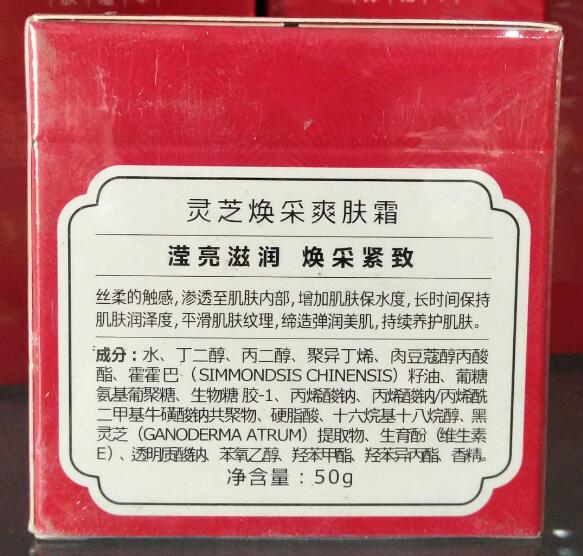 灵芝焕采爽肤霜
滢亮滋润 焕采紧致
丝柔的触感,渗透至肌肤内部,增加肌肤保水度,长时间保持
肌肤润泽度,平滑肌肤纹理,缔造弹润美肌,持续养护肌肤。
成分：水、丁二醇、丙二醇、聚异丁烯、肉豆蔻醇丙酸
酯、霍霍巴（SIMMONDSIS CHINENSIS）籽油、葡糖
氨基葡聚糖、生物糖胶-1、丙烯酸钠、丙烯酸钠/丙烯酰
二甲基牛磺酸钠共聚物、硬脂酸、十六烷基十八烷醇、黑
灵芝（GANODERMA ATRUM）提取物、生育酚（维生素
E）、透明质酸钠、苯氧乙醇、羟苯甲酯、羟苯异丙酯、香精。
净含量：50g